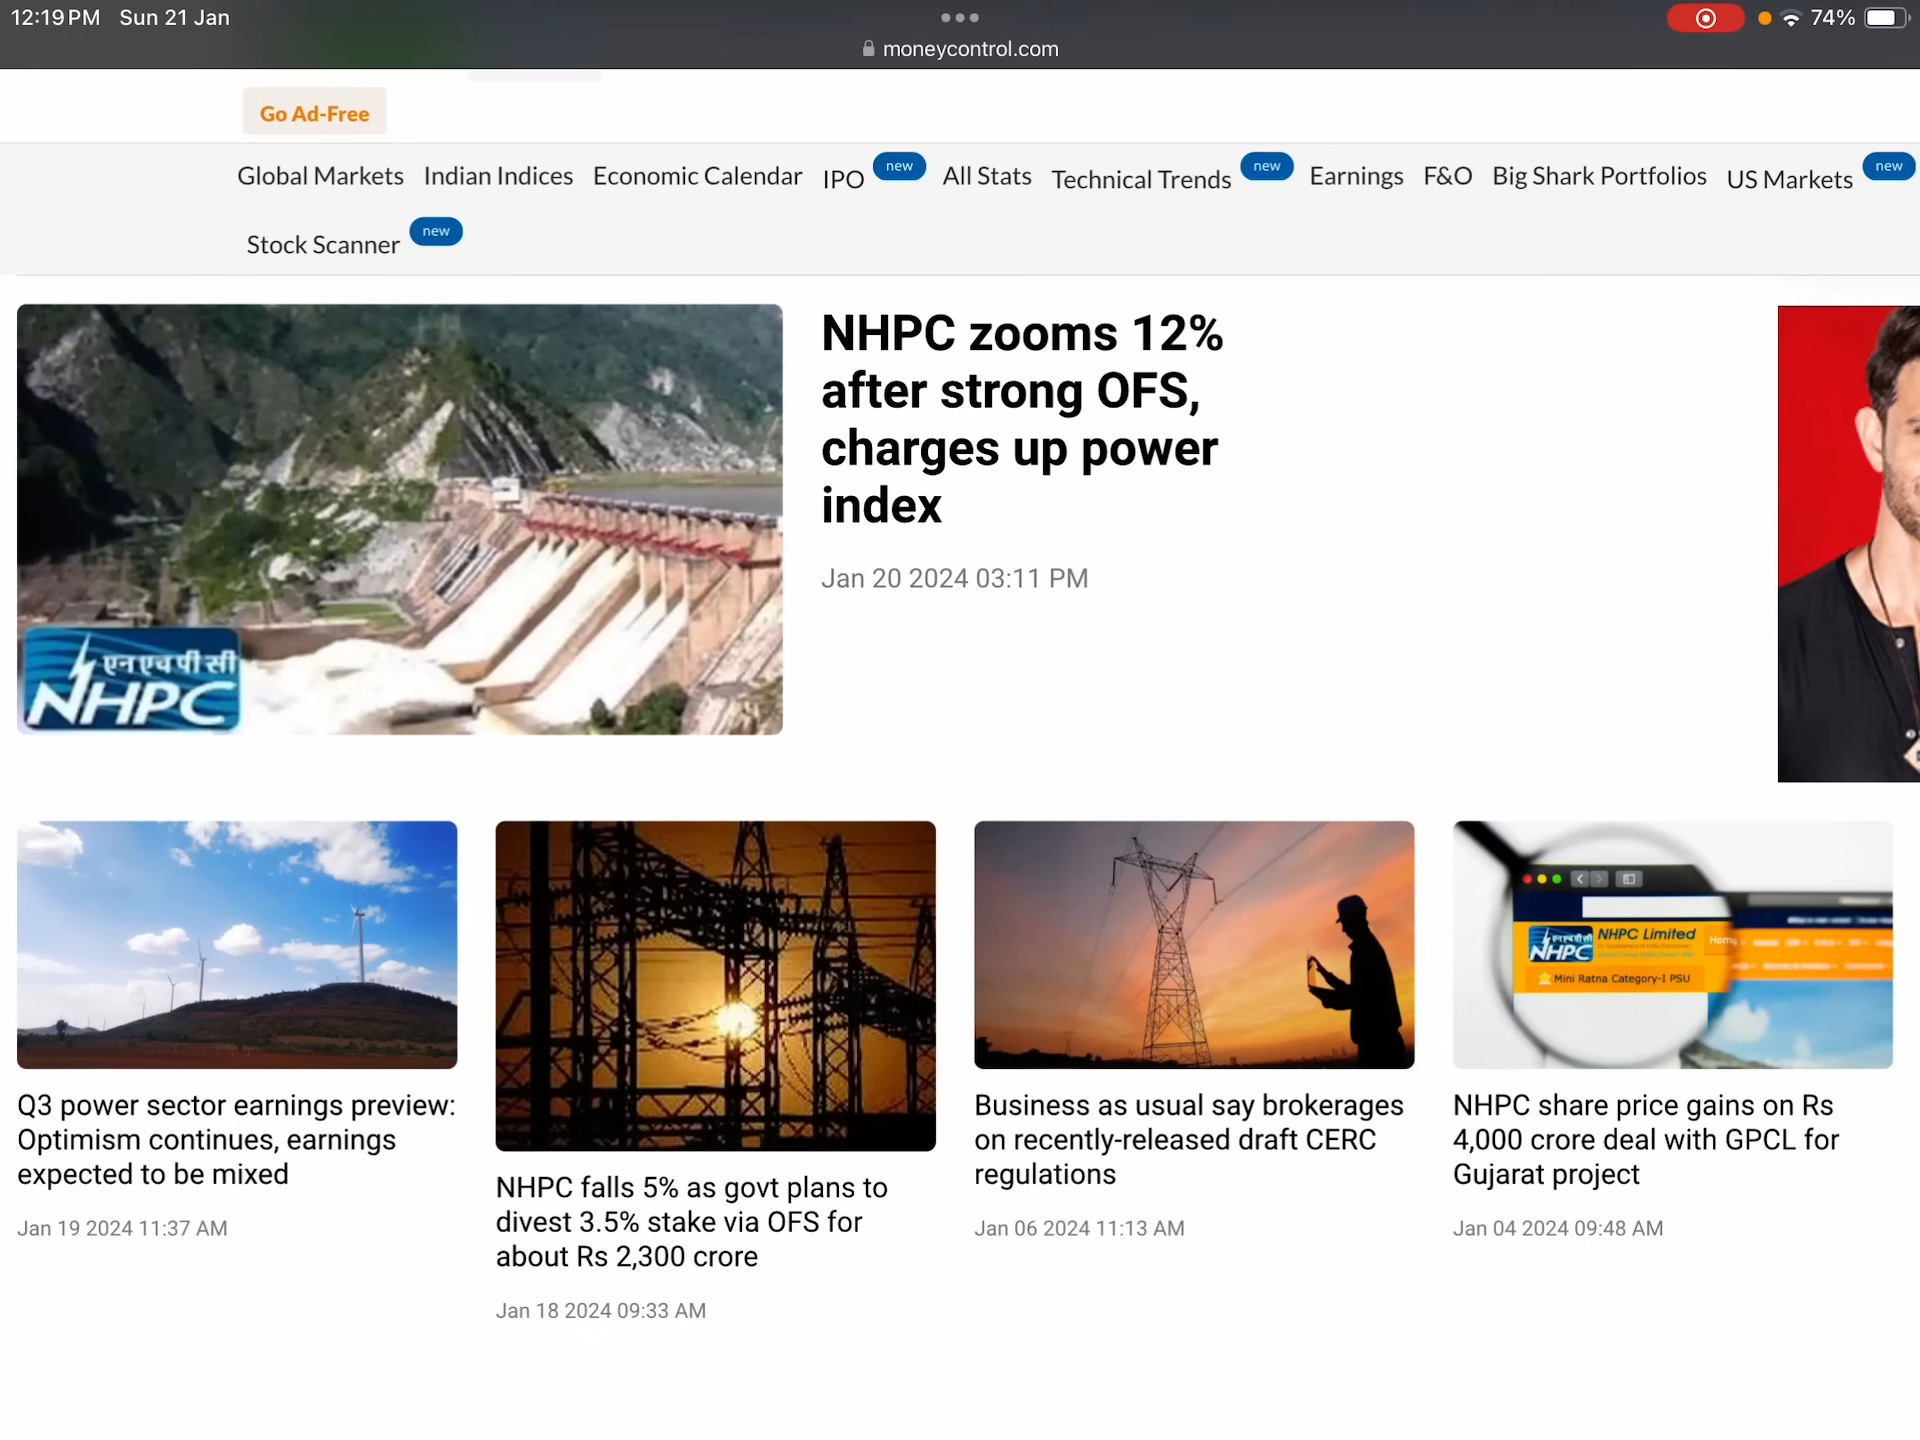 12:19 PM Sun 21 Jan
74%
moneycontrol.com
Go Ad-Free
Global Markets Indian Indices Economic Calendar IPO new All Stats Technical Trends new Earnings F&O Big Shark Portfolios US Markets new
Stock Scanner new
NHPC zooms 12%
after strong OFS,
charges up power
index
Jan 20 2024 03:11 PM
एनएचपीसी
NHPC
Q3 power sector earnings preview:
Optimism continues, earnings
expected to be mixed
Jan 19 2024 11:37 AM
NHPC falls 5% as govt plans to
divest 3.5% stake via OFS for
about Rs 2,300 crore
Jan 18 2024 09:33 AM
Business as usual say brokerages
on recently-released draft CERC
regulations
Jan 06 2024 11:13 AM
एनएचपीसी
NHPC
NHPC Limited
Home
Mini Ratna Category-I PSU
NHPC share price gains on Rs
4,000 crore deal with GPCL for
Gujarat project
Jan 04 2024 09:48 AM